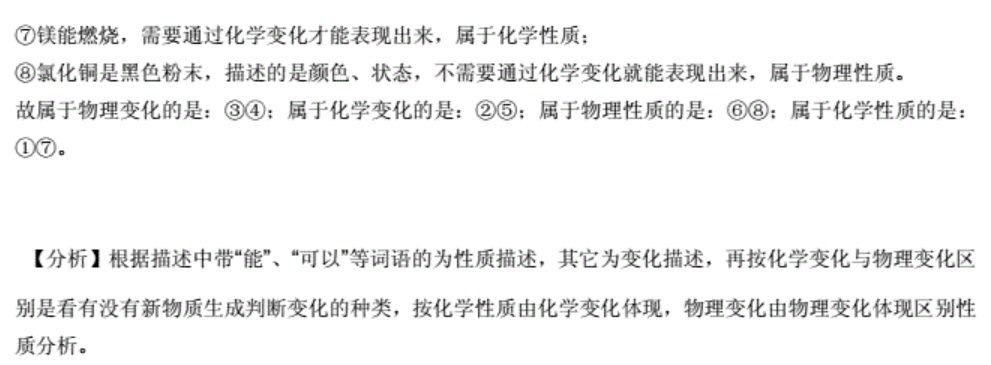 ⑦镁能燃烧，需要通过化学变化才能表现出来，属于化学性质；
⑧氯化铜是黑色粉末，描述的是颜色、状态，不需要通过化学变化就能表现出来，属于物理性质。
故属于物理变化的是：③④；属于化学变化的是：②⑤；属于物理性质的是：⑥⑧；属于化学性质的是：
①⑦。
【分析】根据描述中带“能”、“可以”等词语的为性质描述，其它为变化描述，再按化学变化与物理变化区
别是看有没有新物质生成判断变化的种类，按化学性质由化学变化体现，物理变化由物理变化体现区别性
质分析。